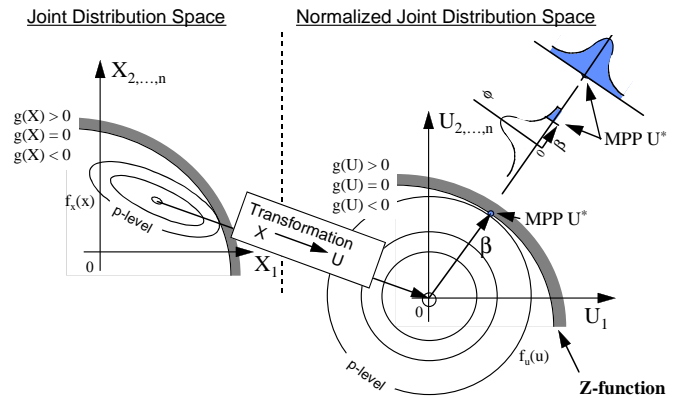 Joint Distribution Space
Normalized Joint Distribution Space
X2,...,n
g(X) > 0
g(X) = 0
g(X) < 0
fx(x)
p-level
0
X1
Transformation
X U
U2,...,n
g(U) > 0
g(U) = 0
g(U) < 0
φ
0
β
MPP U*
MPP U*
β
0
U1
fu(u)
p-level
Z-function